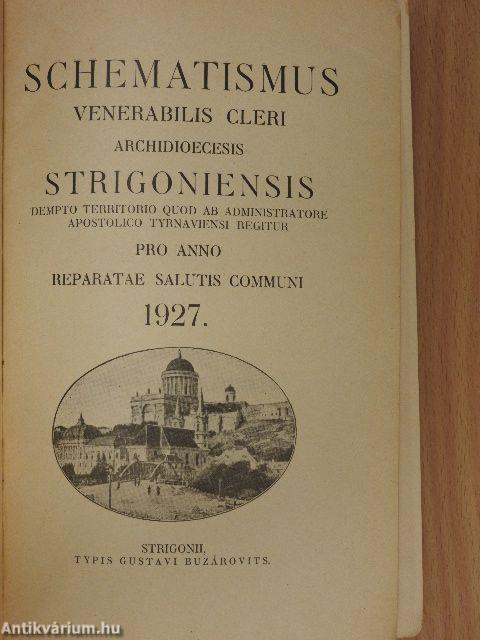 SCHEMATISMUS
VENERABILIS CLERI
ARCHIDIOECESIS
STRIGONIENSIS
DEMPTO TERRITORIO QUOD AB ADMINISTRATORE
APOSTOLICO TYRNAVIENSI REGITUR
PRO ANNO
REPARATAE SALUTIS COMMUNI
1927.
STRIGONII,
TYPIS GUSTAVI BUZÁROVITS.
Antikvárium.hu